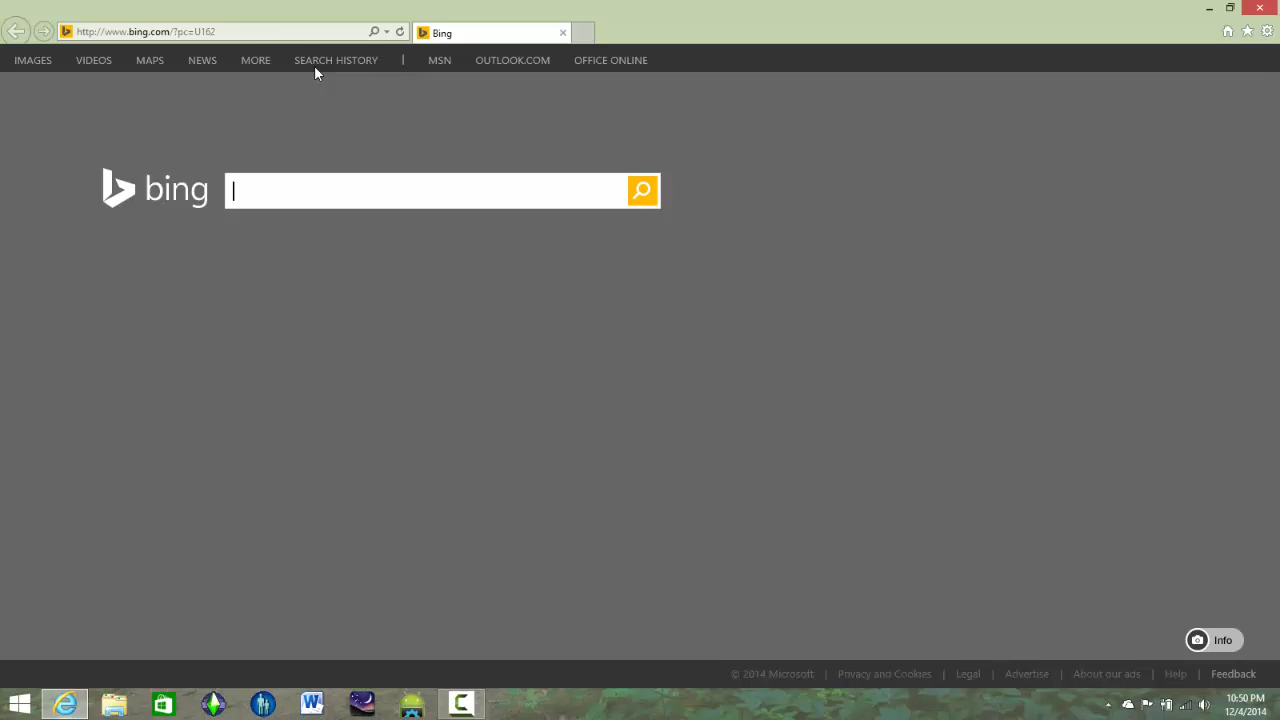 http://www.bing.com/?pc=U162
Bing
IMAGES VIDEOS MAPS NEWS MORE SEARCH HISTORY | MSN OUTLOOK.COM OFFICE ONLINE
bing
Info
© 2014 Microsoft | Privacy and Cookies | Legal | Advertise | About our ads | Help | Feedback
10:50 PM
12/4/2014